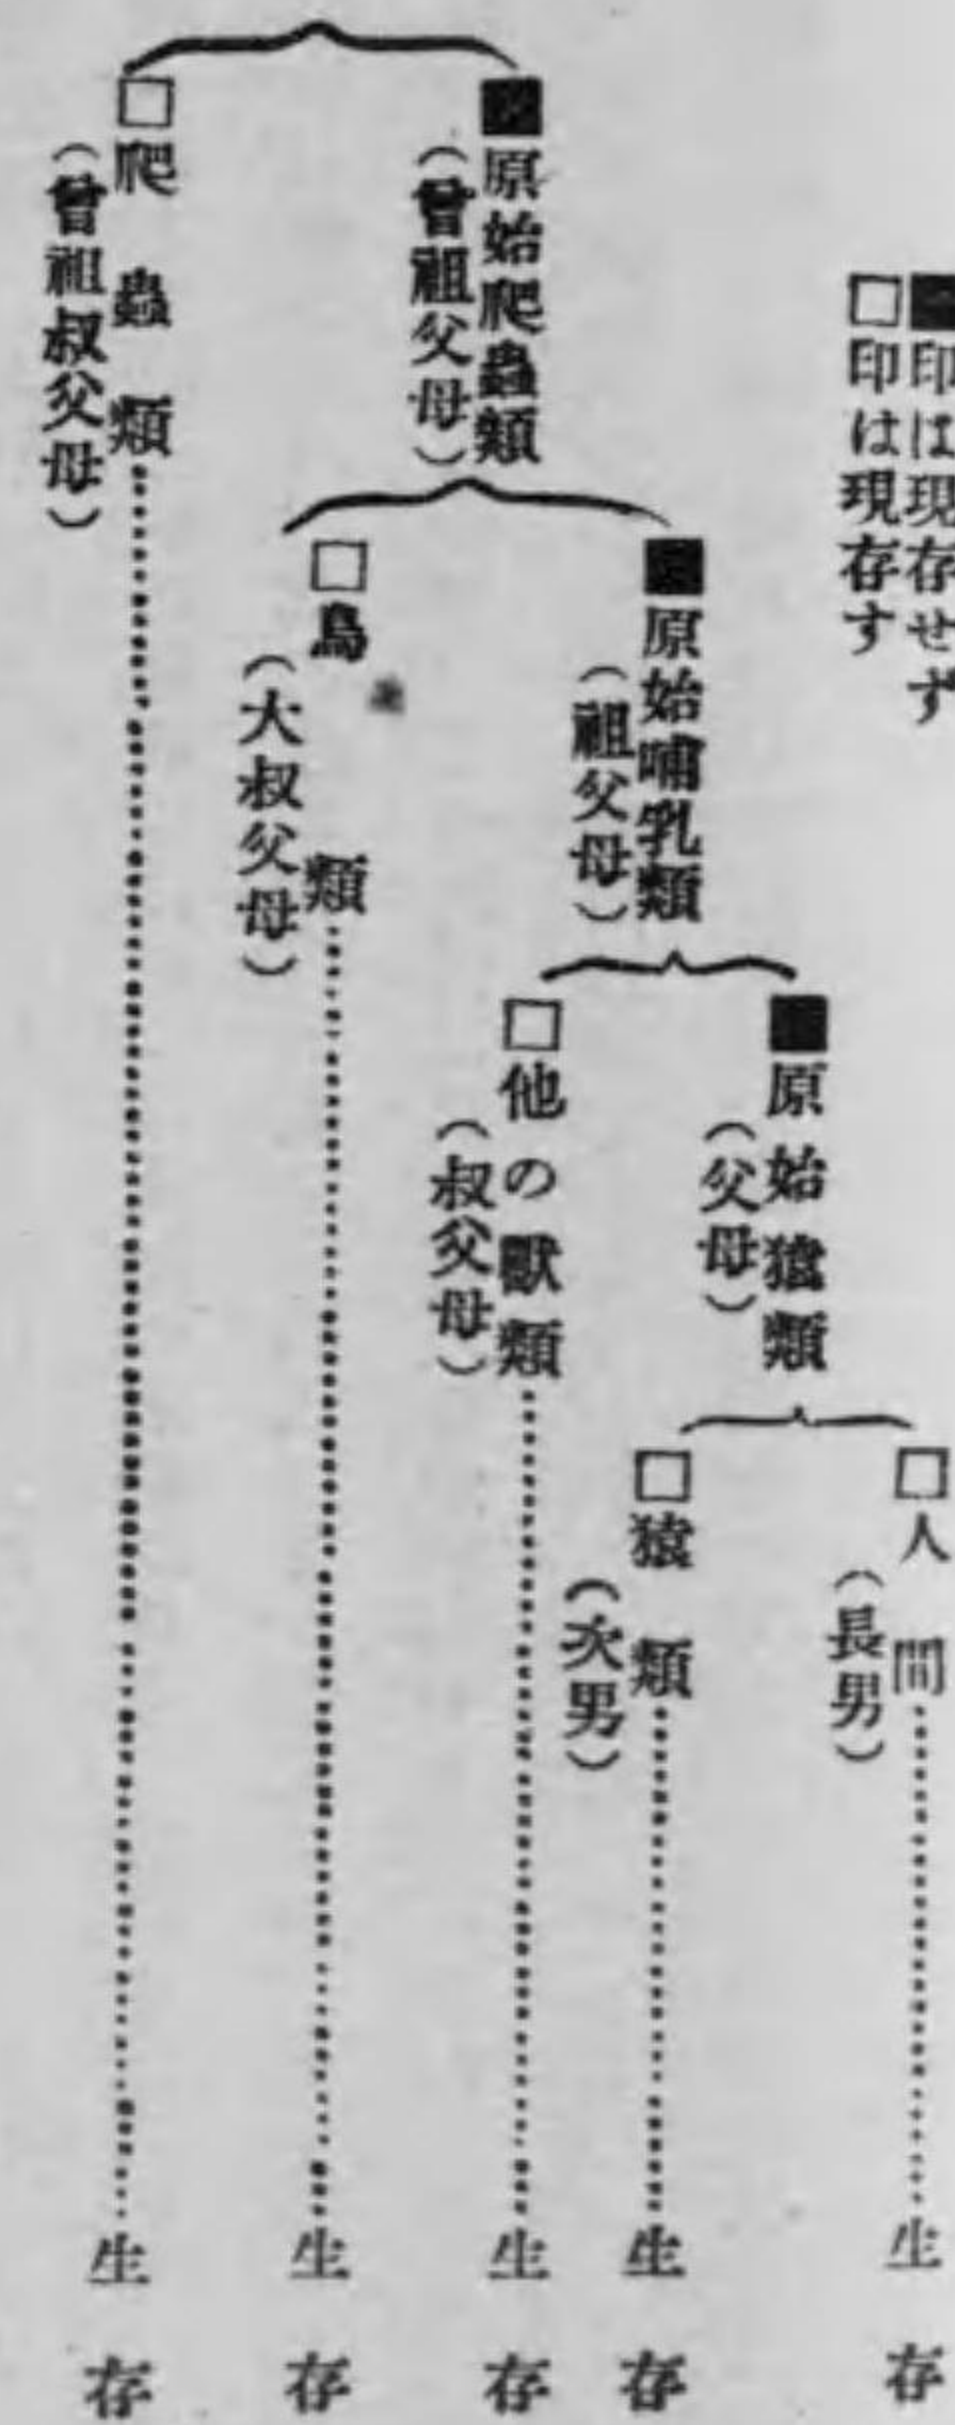 ■印は現存せず
□印は現存す
□人間……生存
(長男)
■原始猿類
(父母)
□猿類……生存
(次男)
■原始哺乳類
(祖父母)
□他の獸類……生存
(叔父母)
■原始爬蟲類
(曾祖父母)
□鳥類……生存
(大叔父母)
□爬蟲類……生存
(曾祖叔父母)